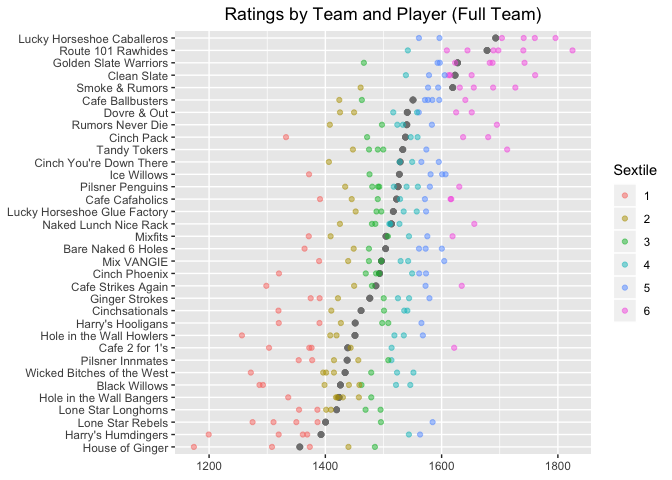 Ratings by Team and Player (Full Team)
Lucky Horseshoe Caballeros
Route 101 Rawhides
Golden Slate Warriors
Clean Slate
Smoke & Rumors
Cafe Ballbusters
Dovre & Out
Rumors Never Die
Cinch Pack
Tandy Tokers
Cinch You're Down There
Ice Willows
Pilsner Penguins
Cafe Cafaholics
Lucky Horseshoe Glue Factory
Naked Lunch Nice Rack
Mixfits
Bare Naked 6 Holes
Mix VANGIE
Cinch Phoenix
Cafe Strikes Again
Ginger Strokes
Cinchsationals
Harry's Hooligans
Hole in the Wall Howlers
Cafe 2 for 1's
Pilsner Innmates
Wicked Bitches of the West
Black Willows
Hole in the Wall Bangers
Lone Star Longhorns
Lone Star Rebels
Harry's Humdingers
House of Ginger
1200 1400 1600 1800
Sextile
1
2
3
4
5
6